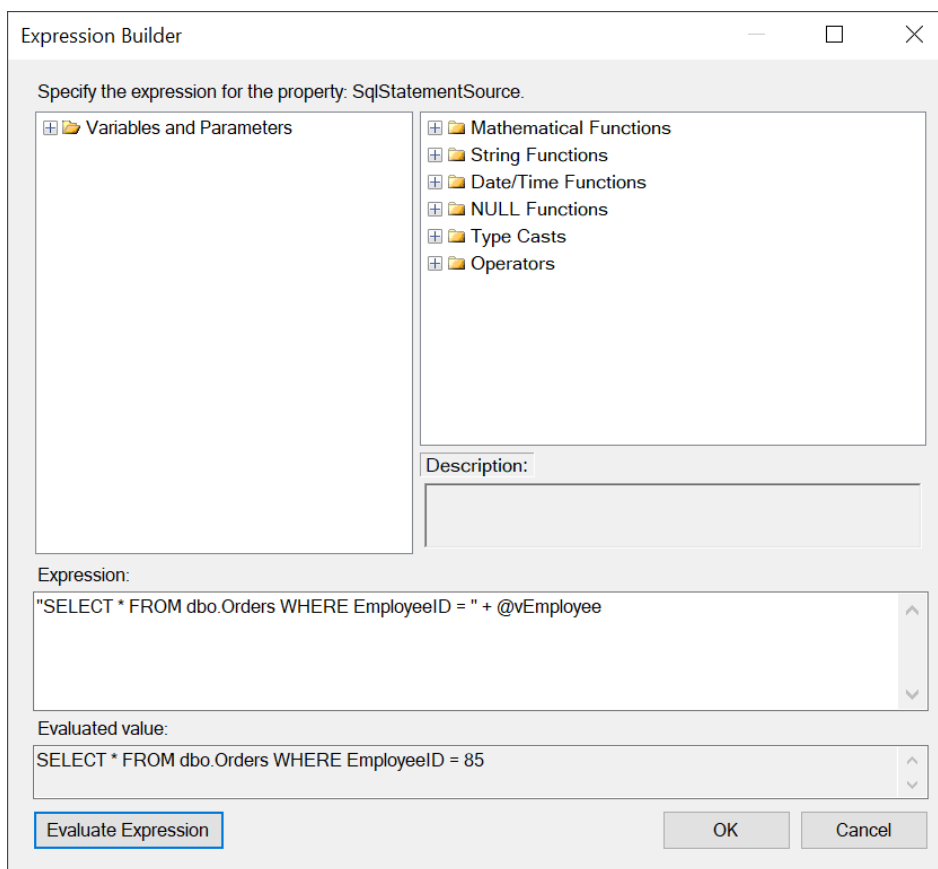 Expression Builder
Specify the expression for the property: SqlStatementSource.
Variables and Parameters
Mathematical Functions
String Functions
Date/Time Functions
NULL Functions
Type Casts
Operators
Description:
Expression:
"SELECT * FROM dbo.Orders WHERE EmployeeID = " + @vEmployee
Evaluated value:
SELECT * FROM dbo.Orders WHERE EmployeeID = 85
Evaluate Expression
OK
Cancel